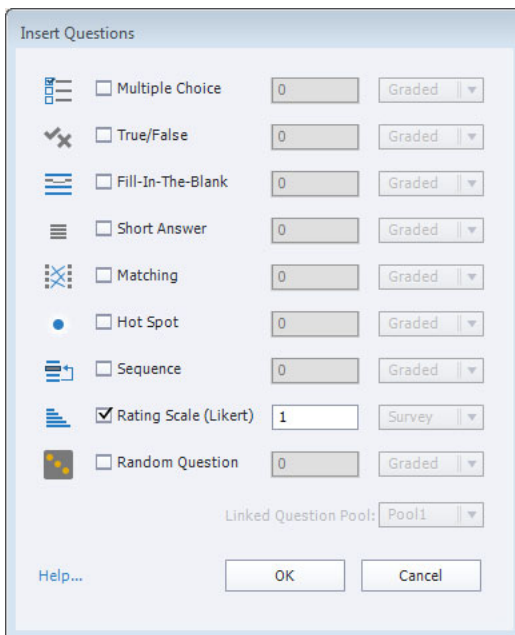 Insert Questions
Multiple Choice 0 Graded
True/False 0 Graded
Fill-In-The-Blank 0 Graded
Short Answer 0 Graded
Matching 0 Graded
Hot Spot 0 Graded
Sequence 0 Graded
Rating Scale (Likert) 1 Survey
Random Question 0 Graded
Linked Question Pool: Pool1
Help... OK Cancel